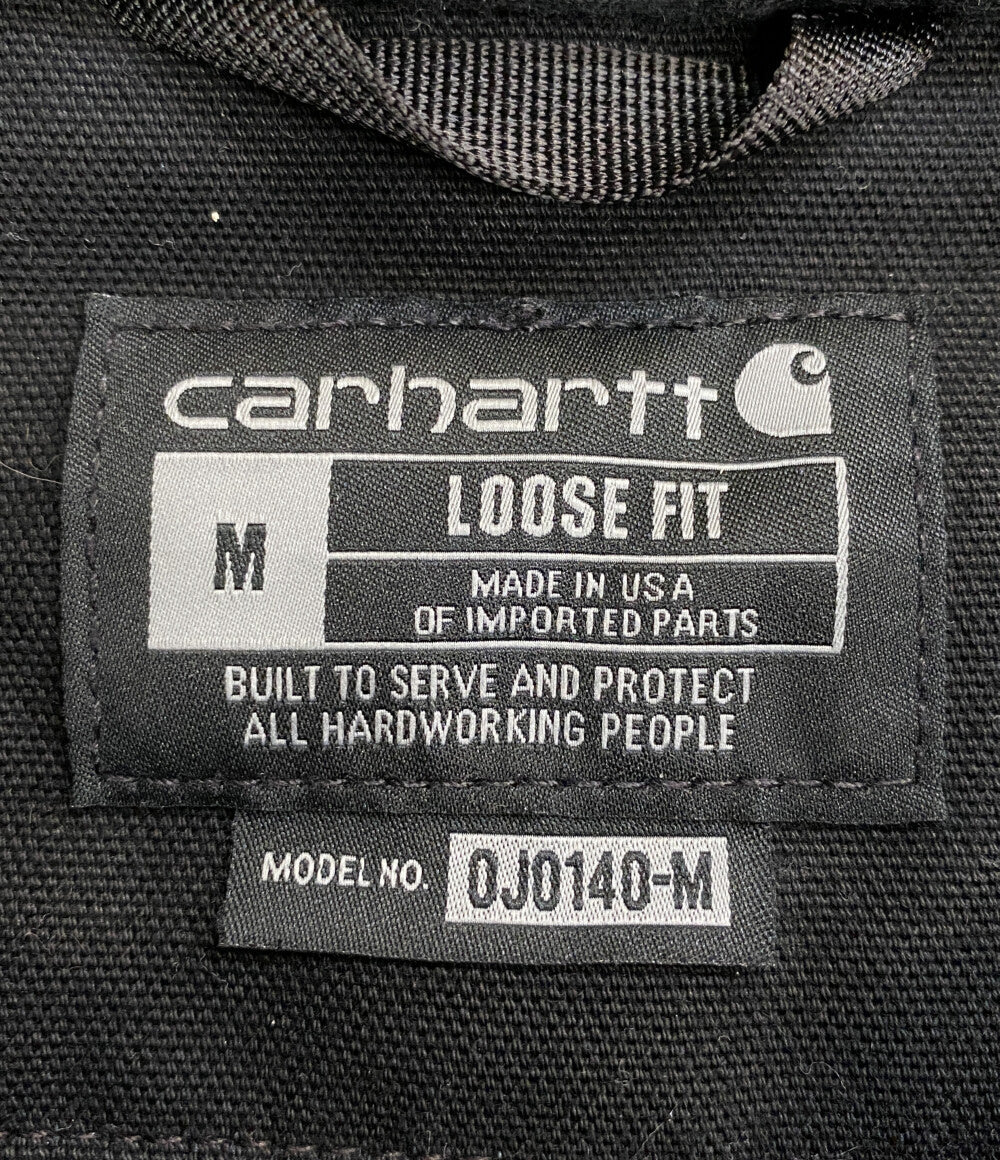 carhartt
M
LOOSE FIT
MADE IN USA
OF IMPORTED PARTS
BUILT TO SERVE AND PROTECT
ALL HARDWORKING PEOPLE
MODEL NO. 0J0140-M